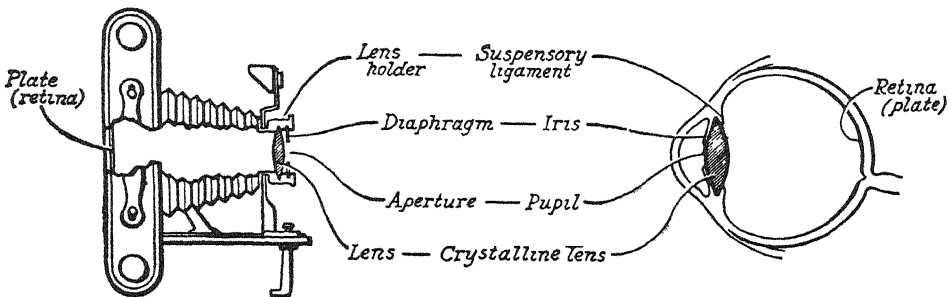 Plate
(retina)
Lens holder — Suspensory ligament
Diaphragm — Iris
Aperture — Pupil
Lens — Crystalline lens
Retina
(plate)